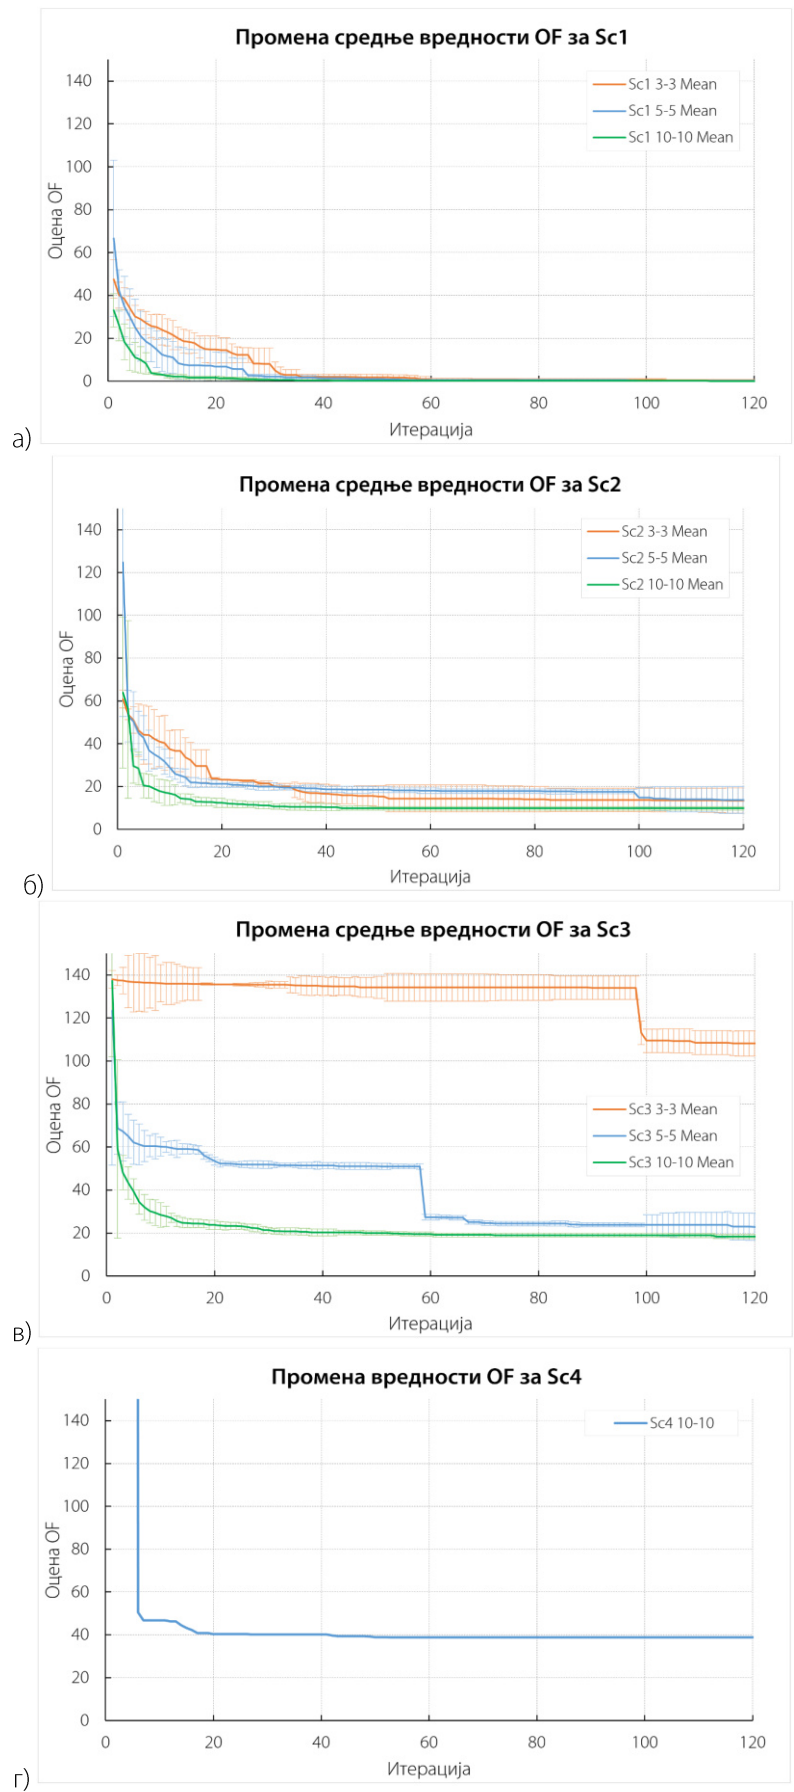 Промена средње вредности OF за Sc1
140
120
100
80
60
40
20
0
Оцена OF
Sc1 3-3 Mean
Sc1 5-5 Mean
Sc1 10-10 Mean
0 20 40 60 80 100 120
Итерација
а)
Промена средње вредности OF за Sc2
140
120
100
80
60
40
20
0
Оцена OF
Sc2 3-3 Mean
Sc2 5-5 Mean
Sc2 10-10 Mean
0 20 40 60 80 100 120
Итерација
б)
Промена средње вредности OF за Sc3
140
120
100
80
60
40
20
0
Оцена OF
Sc3 3-3 Mean
Sc3 5-5 Mean
Sc3 10-10 Mean
0 20 40 60 80 100 120
Итерација
в)
Промена вредности OF за Sc4
140
120
100
80
60
40
20
0
Оцена OF
Sc4 10-10
0 20 40 60 80 100 120
Итерација
г)